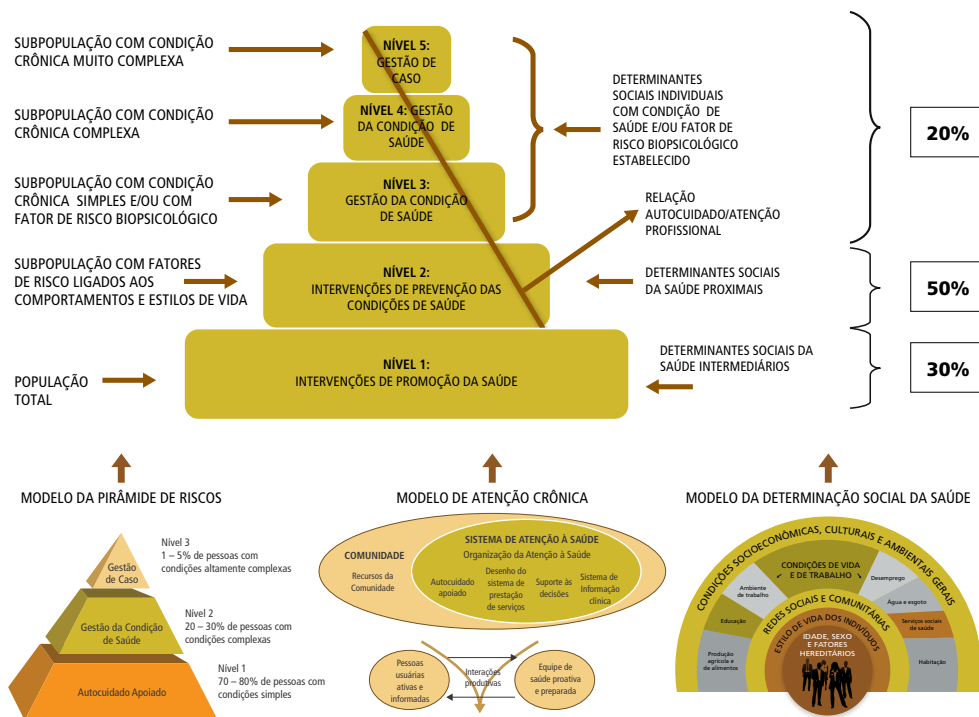 SUBPOPULAÇÃO COM CONDIÇÃO
CRÔNICA MUITO COMPLEXA
SUBPOPULAÇÃO COM CONDIÇÃO
CRÔNICA COMPLEXA
SUBPOPULAÇÃO COM CONDIÇÃO
CRÔNICA SIMPLES E/OU COM
FATOR DE RISCO BIOPSICOLÓGICO
SUBPOPULAÇÃO COM FATORES
DE RISCO LIGADOS AOS
COMPORTAMENTOS E ESTILOS DE VIDA
POPULAÇÃO
TOTAL
NÍVEL 5:
GESTÃO DE
CASO
NÍVEL 4: GESTÃO
DA CONDIÇÃO DE
SAÚDE
NÍVEL 3:
GESTÃO DA CONDIÇÃO
DE SAÚDE
NÍVEL 2:
INTERVENÇÕES DE PREVENÇÃO DAS
CONDIÇÕES DE SAÚDE
NÍVEL 1:
INTERVENÇÕES DE PROMOÇÃO DA SAÚDE
DETERMINANTES
SOCIAIS INDIVIDUAIS
COM CONDIÇÃO DE
SAÚDE E/OU FATOR DE
RISCO BIOPSICOLÓGICO
ESTABELECIDO
RELAÇÃO
AUTOCUIDADO/ATENÇÃO
PROFISSIONAL
DETERMINANTES SOCIAIS
DA SAÚDE PROXIMAIS
DETERMINANTES SOCIAIS DA
SAÚDE INTERMEDIÁRIOS
20%
50%
30%
MODELO DA PIRÂMIDE DE RISCOS
Gestão
de Caso
Gestão da Condição
de Saúde
Autocuidado Apoiado
Nível 3
1 – 5% de pessoas com
condições altamente complexas
Nível 2
20 – 30% de pessoas com
condições complexas
Nível 1
70 – 80% de pessoas com
condições simples
MODELO DE ATENÇÃO CRÔNICA
COMUNIDADE
Recursos da
Comunidade
SISTEMA DE ATENÇÃO À SAÚDE
Organização da Atenção à Saúde
Autocuidado
apoiado
Desenho do
sistema de
prestação
de serviços
Suporte às
decisões
Sistema de
Informação
clínica
Pessoas
usuárias
ativas e
informadas
Interações
produtivas
Equipe de
saúde proativa
e preparada
MODELO DA DETERMINAÇÃO SOCIAL DA SAÚDE
CONDIÇÕES SOCIOECONÔMICAS, CULTURAIS E AMBIENTAIS GERAIS
CONDIÇÕES DE VIDA
E DE TRABALHO
Ambiente
de trabalho
Desemprego
Educação
Água e esgoto
Serviços sociais
de saúde
Produção
agrícola e
de alimentos
Habitação
REDES SOCIAIS E COMUNITÁRIAS
ESTILO DE VIDA DOS INDIVÍDUOS
IDADE, SEXO
E FATORES
HEREDITÁRIOS